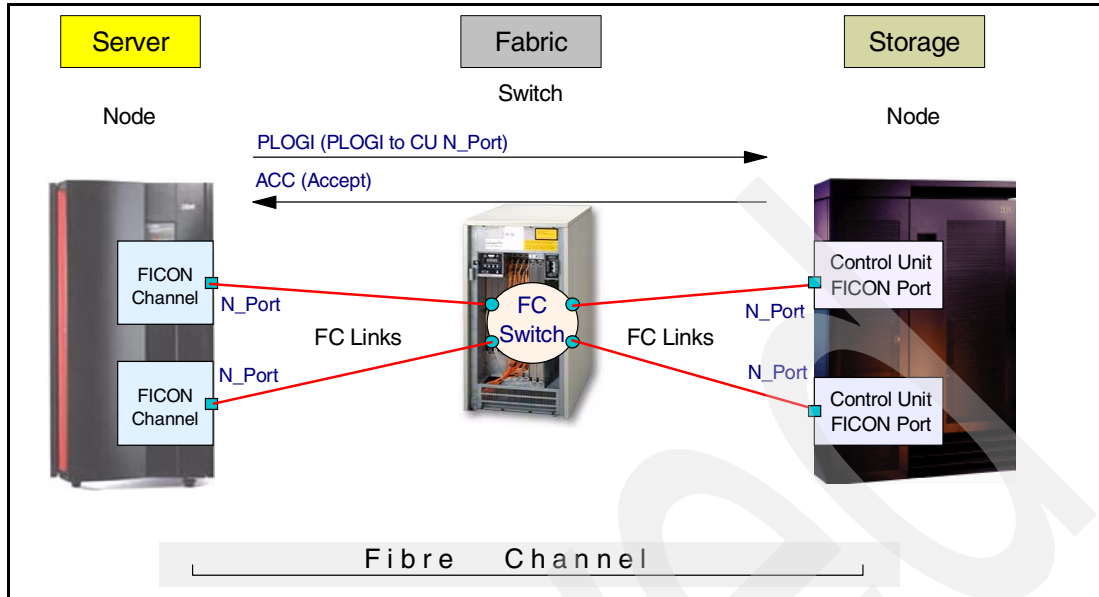 Server
Fabric
Storage
Switch
Node
Node
PLOGI (PLOGI to CU N_Port)
ACC (Accept)
FICON
Channel
N_Port
FC Links
FC
Switch
FC Links
N_Port
Control Unit
FICON Port
FICON
Channel
N_Port
N_Port
Control Unit
FICON Port
Fibre Channel